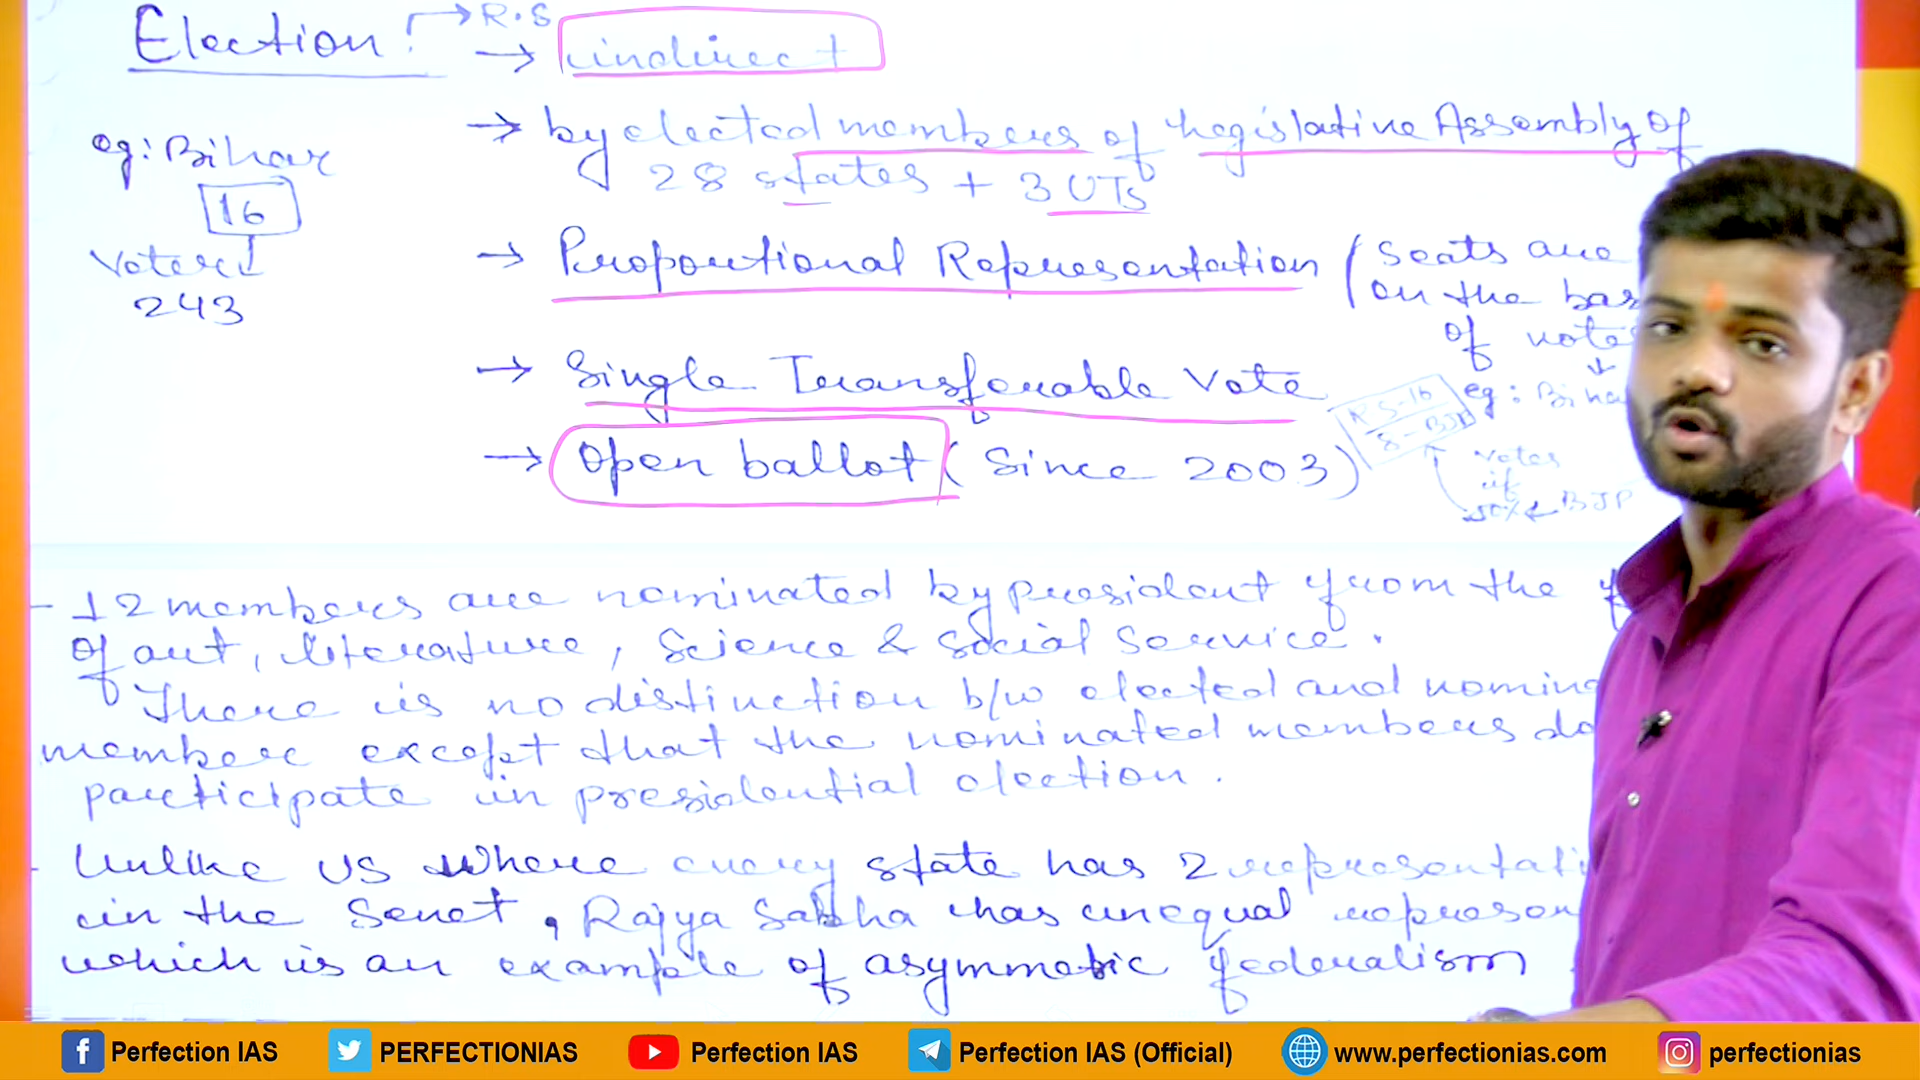 Election : → R.S
→ indirect
→ by elected members of Legislative Assembly of
28 states + 3 UTs
eg: Bihar
16
Voters
243
→ Proportional Representation (Seats are
on the bas
of vote
→ Single Transferable Vote
eg: Biha
RS-16
8-BJP
Votes
if
50% ← BJP
→ Open ballot (Since 2003)
- 12 members are nominated by president from the f
of art, literature, Science & Social Service.
There is no distinction b/w elected and nomina
member except that the nominated members do
participate in presidential election.
- Unlike US where every state has 2 representati
in the Senet, Rajya Sabha has unequal represen
which is an example of asymmetric federalism
Perfection IAS
PERFECTIONIAS
Perfection IAS
Perfection IAS (Official)
www.perfectionias.com
perfectionias